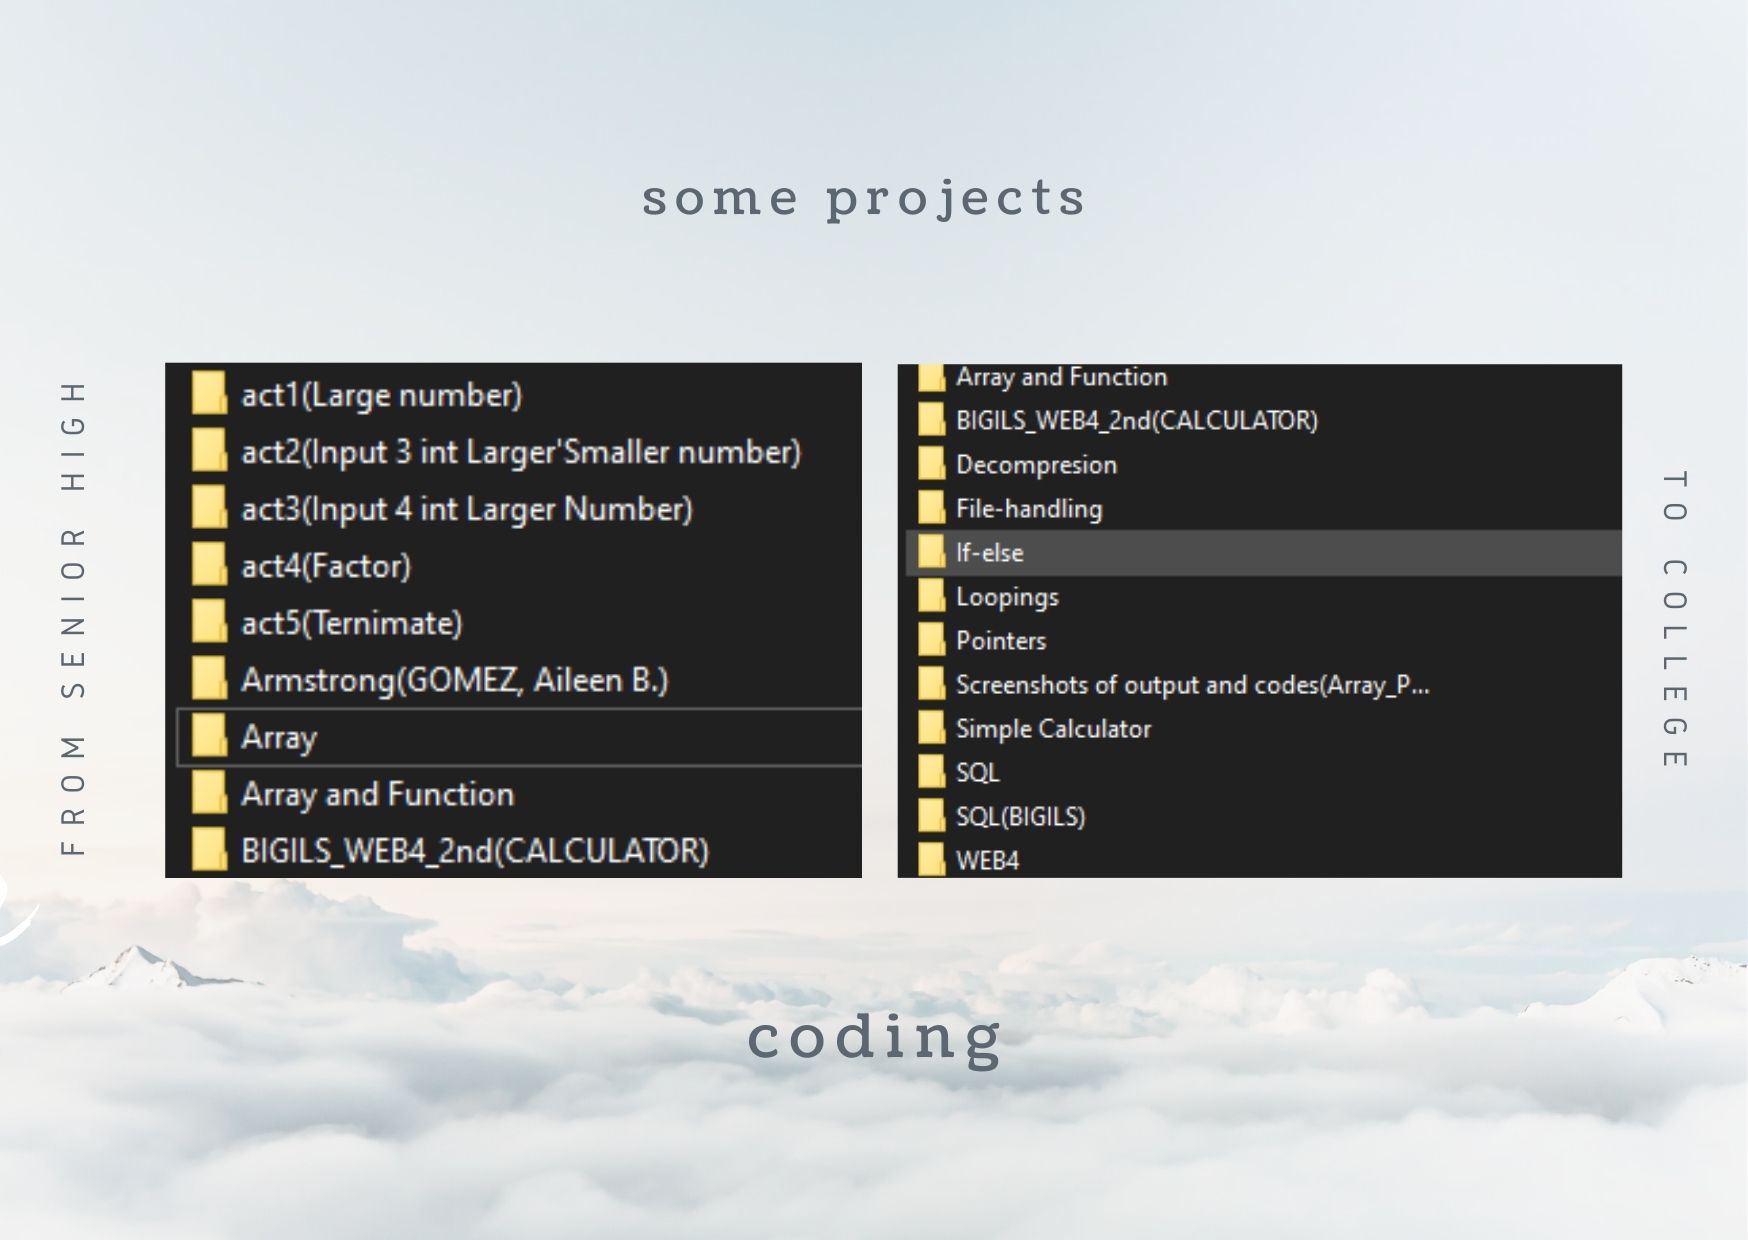 some projects
FROM SENIOR HIGH
act1(Large number)
act2(Input 3 int Larger'Smaller number)
act3(Input 4 int Larger Number)
act4(Factor)
act5(Ternimate)
Armstrong(GOMEZ, Aileen B.)
Array
Array and Function
BIGILS_WEB4_2nd(CALCULATOR)
Array and Function
BIGILS_WEB4_2nd(CALCULATOR)
Decompresion
File-handling
If-else
Loopings
Pointers
Screenshots of output and codes(Array_P...
Simple Calculator
SQL
SQL(BIGILS)
WEB4
TO COLLEGE
coding